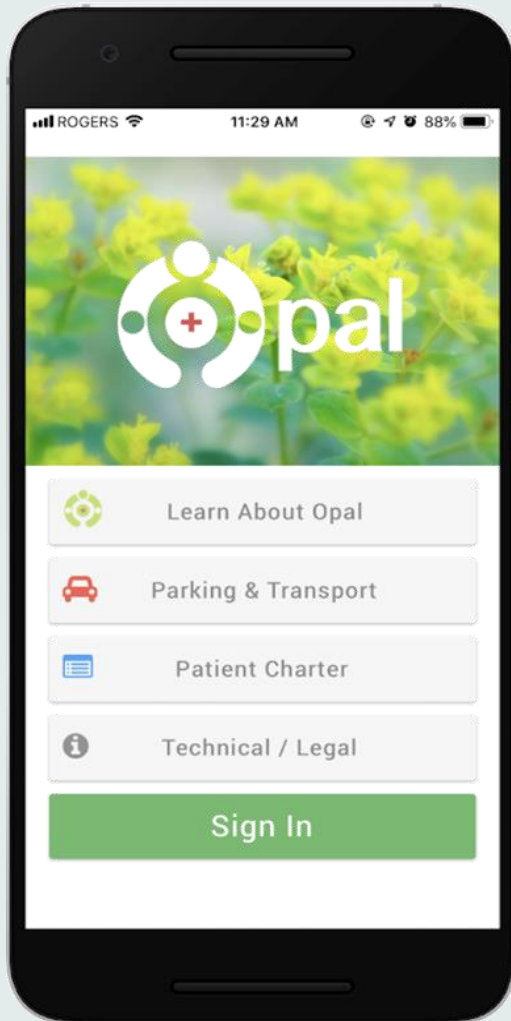 ROGERS 11:29 AM 88%
Opal
Learn About Opal
Parking & Transport
Patient Charter
Technical / Legal
Sign In